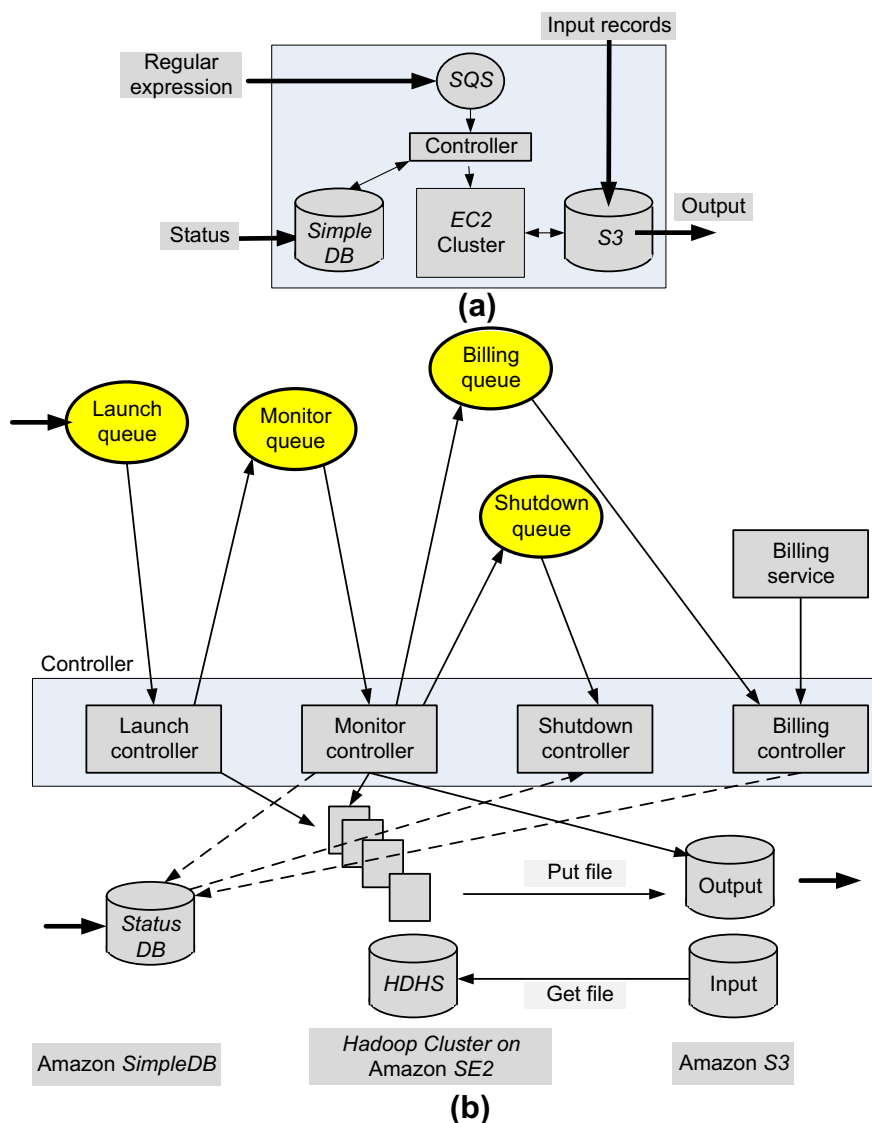 Input records
Regular
expression
SQS
Controller
Status
Simple
DB
EC2
Cluster
S3
Output
(a)
Billing
queue
Launch
queue
Monitor
queue
Shutdown
queue
Billing
service
Controller
Launch
controller
Monitor
controller
Shutdown
controller
Billing
controller
Status
DB
Put file
Output
HDHS
Get file
Input
Amazon SimpleDB
Hadoop Cluster on
Amazon SE2
Amazon S3
(b)